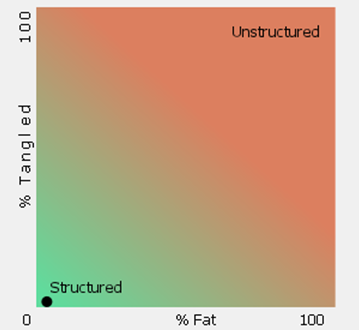 100
Unstructured
% Tangled
Structured
0
% Fat
100